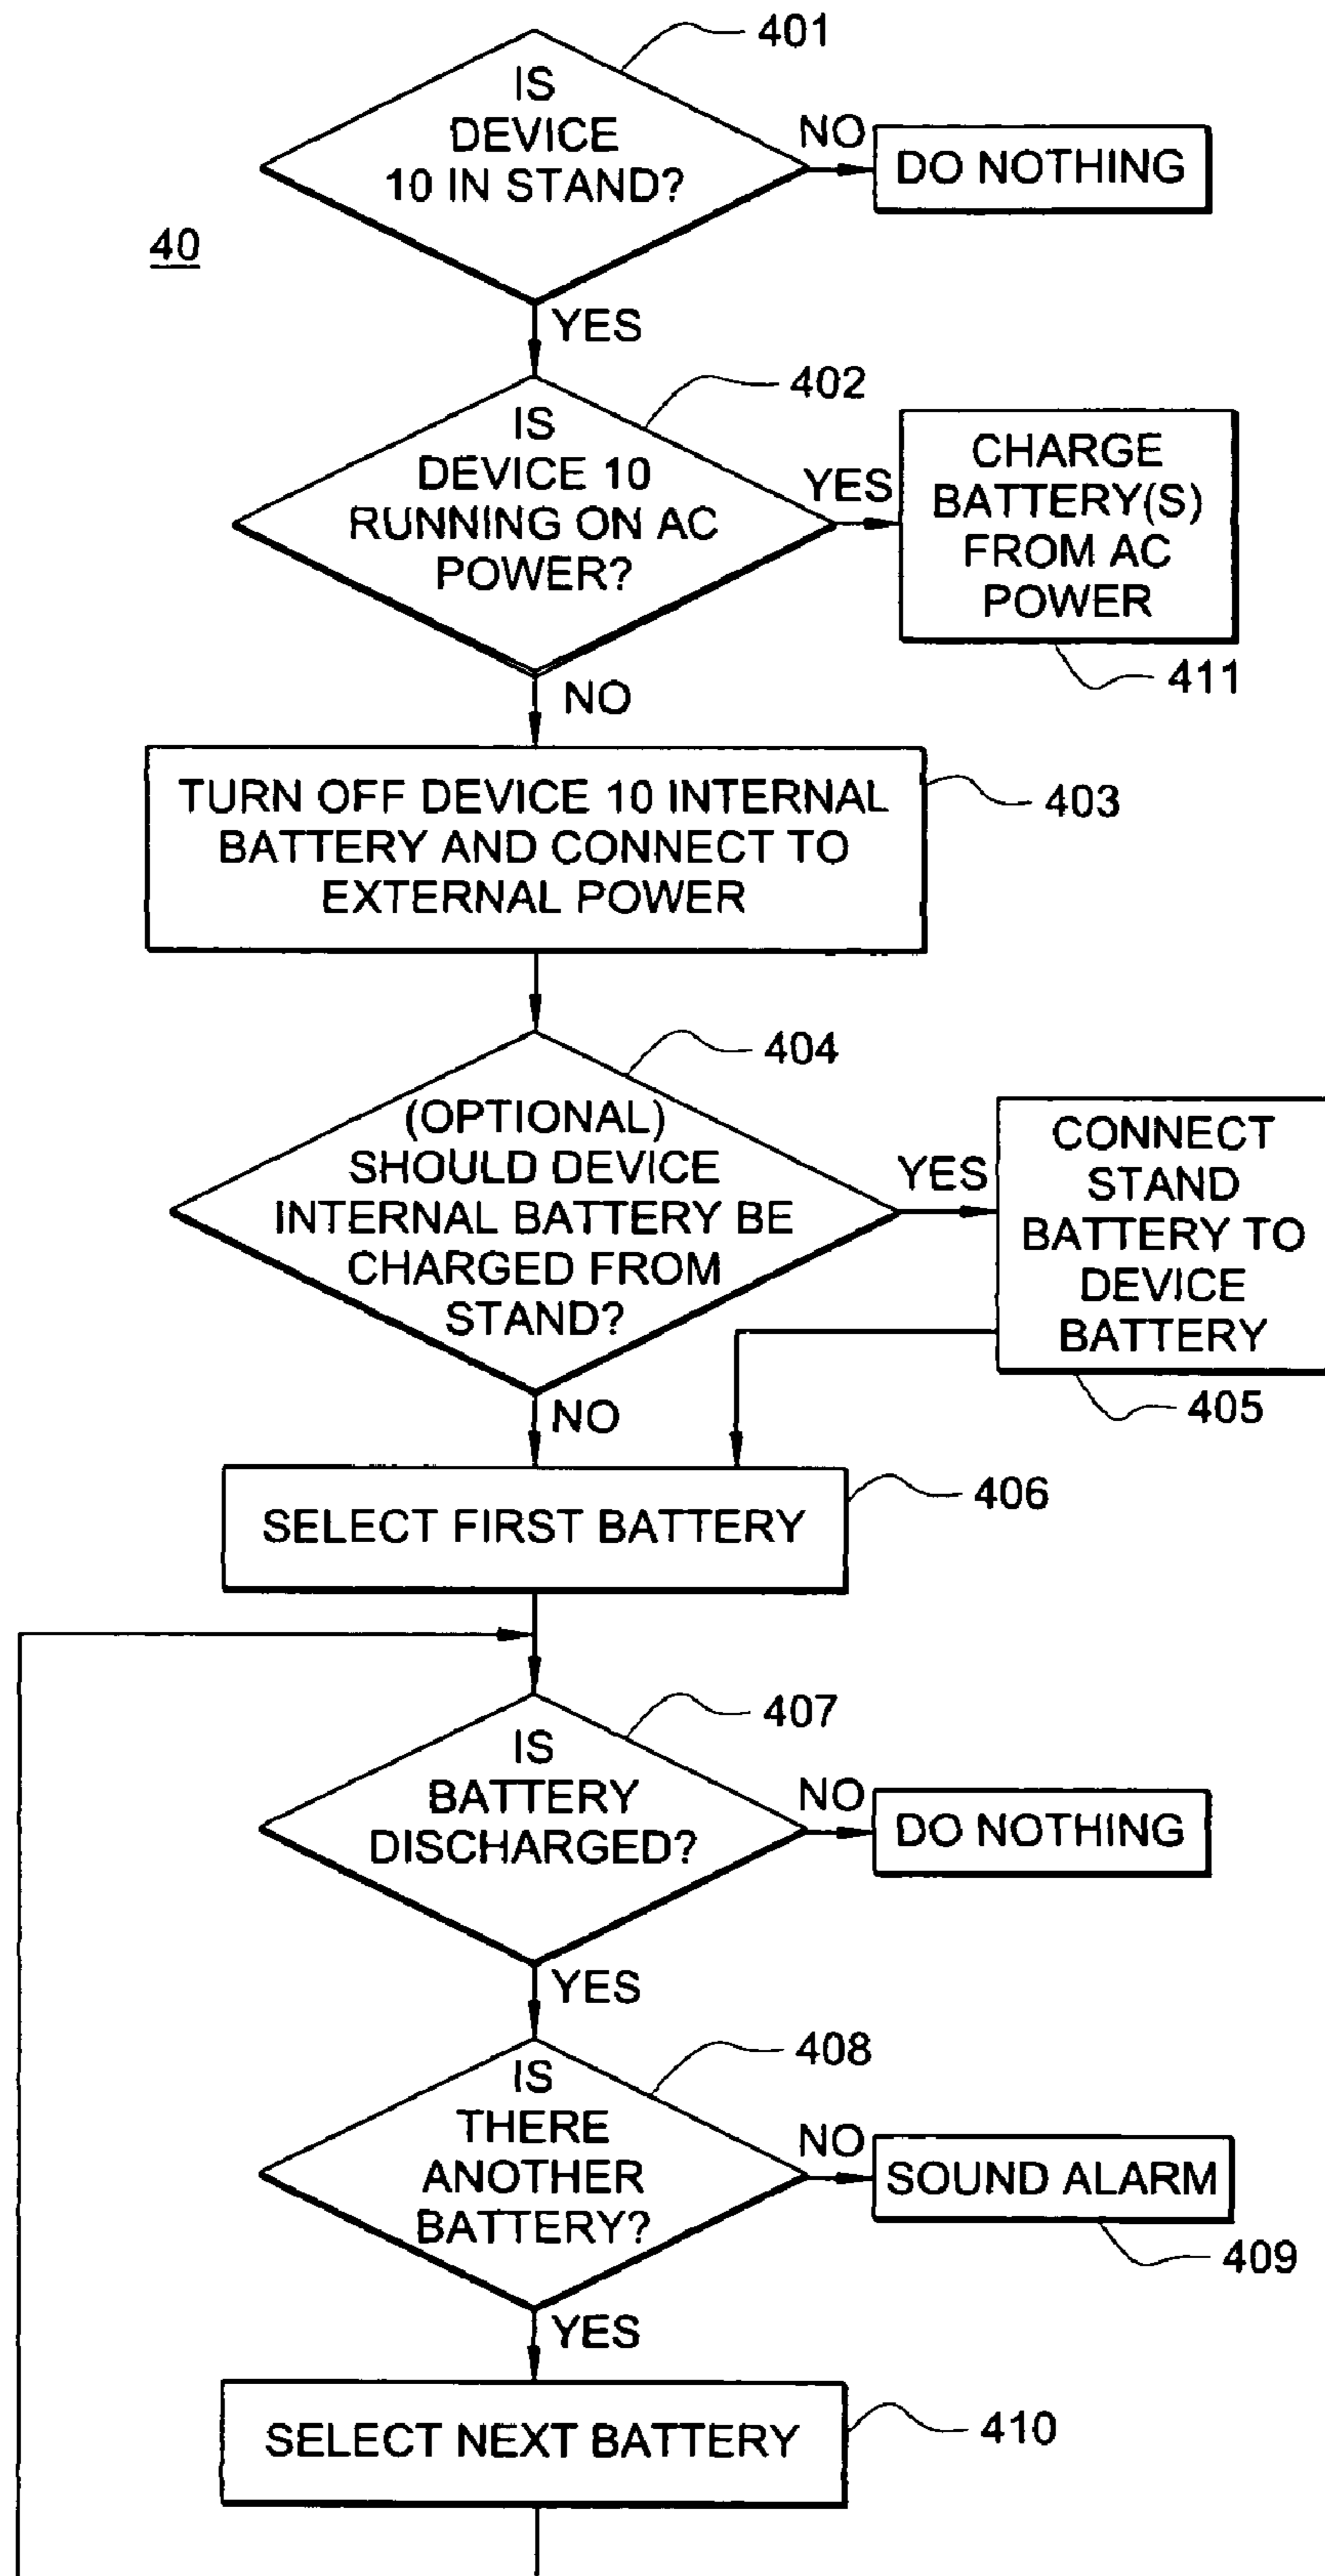 401
IS
DEVICE
10 IN STAND?
NO
DO NOTHING
40
YES
402
IS
DEVICE 10
RUNNING ON AC
POWER?
YES
CHARGE
BATTERY(S)
FROM AC
POWER
411
NO
TURN OFF DEVICE 10 INTERNAL
BATTERY AND CONNECT TO
EXTERNAL POWER
403
404
(OPTIONAL)
SHOULD DEVICE
INTERNAL BATTERY BE
CHARGED FROM
STAND?
YES
CONNECT
STAND
BATTERY TO
DEVICE
BATTERY
405
NO
SELECT FIRST BATTERY
406
407
IS
BATTERY
DISCHARGED?
NO
DO NOTHING
YES
408
IS
THERE
ANOTHER
BATTERY?
NO
SOUND ALARM
409
YES
SELECT NEXT BATTERY
410